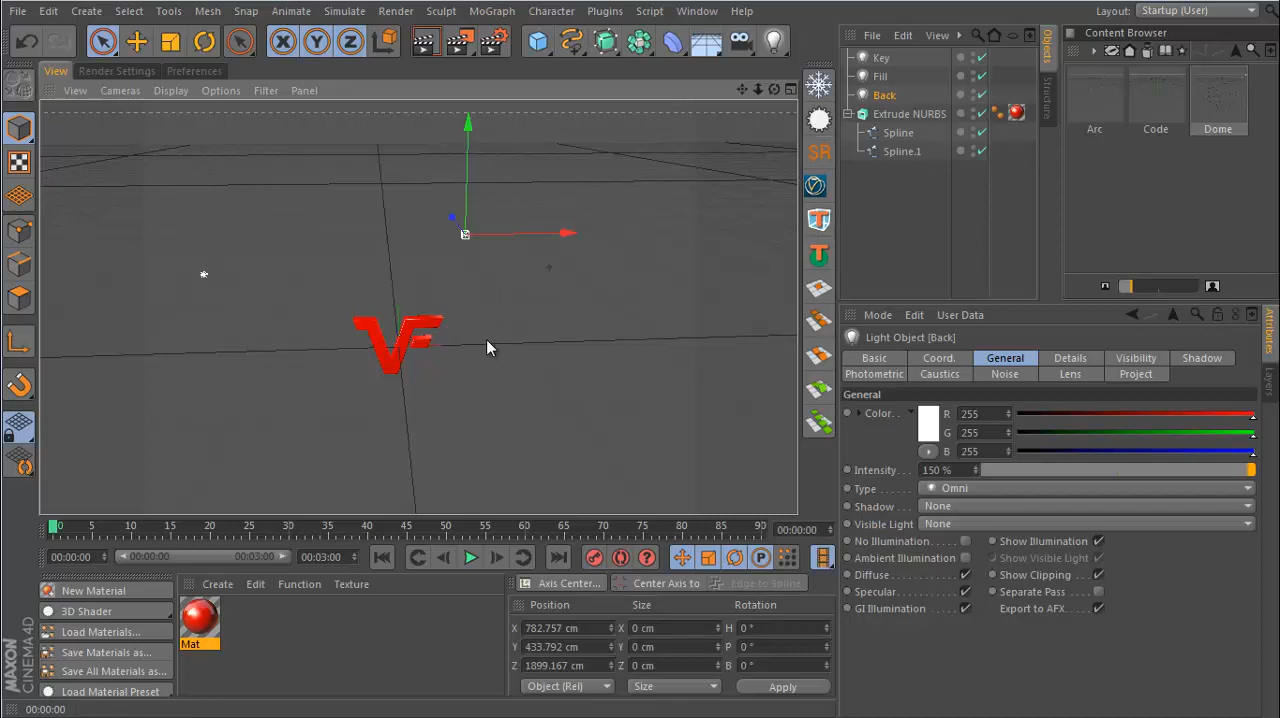 File Edit Create Select Tools Mesh Snap Animate Simulate Render Sculpt MoGraph Character Plugins Script Window Help
Layout: Startup (User)
X Y Z
View Render Settings Preferences
View Cameras Display Options Filter Panel
File Edit View
Content Browser
Key
Fill
Back
Extrude NURBS
Spline
Spline.1
Objects
Structure
Arc Code Dome
SR
VF
Mode Edit User Data
Light Object [Back]
Basic Coord. General Details Visibility Shadow
Photometric Caustics Noise Lens Project
General
Color. . R 255
G 255
B 255
Intensity . . . 150 %
Type . . . . . Omni
Shadow . . . None
Visible Light . None
No Illumination . Show Illumination
Ambient Illumination Show Visible Light
Diffuse . . . . Show Clipping
Specular . . . Separate Pass
GI Illumination Export to AFX. .
Attributes
Layers
0 5 10 15 20 25 30 35 40 45 50 55 60 65 70 75 80 85 90 00:00:00
00:00:00 00:00:00 00:03:00 00:03:00
P
New Material
3D Shader
Load Materials...
Save Materials as...
Save All Materials as...
Load Material Preset
Create Edit Function Texture
Mat
Axis Center... Center Axis to Edge to Spline
Position Size Rotation
X 782.757 cm X 0 cm H 0 °
Y 433.792 cm Y 0 cm P 0 °
Z 1899.167 cm Z 0 cm B 0 °
Object (Rel) Size Apply
MAXON
CINEMA 4D
00:00:00